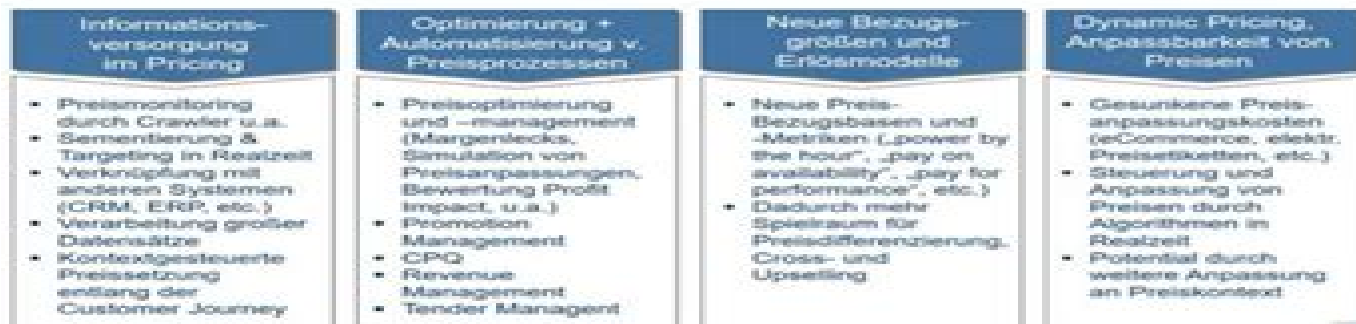 Informations-
versorgung
im Pricing
• Preismonitoring
durch Crawler u.a.
• Sementierung &
Targeting in Realzeit
• Verknüpfung mit
anderen Systemen
(CRM, ERP, etc.)
• Verarbeitung großer
Datensätze
• Kontextgesteuerte
Preissetzung
entlang der
Customer Journey
Optimierung +
Automatisierung v.
Preisprozessen
• Preisoptimierung
und –management
(Margenlecks,
Simulation von
Preisanpassungen,
Bewertung Profit
Impact, u.a.)
• Promotion
Management
• CPQ
• Revenue
Management
• Tender Managent
Neue Bezugs-
größen und
Erlösmodelle
• Neue Preis-
Bezugsbasen und
-Metriken („power by
the hour“, „pay on
availability“, „pay for
performance“, etc.)
• Dadurch mehr
Spielraum für
Preisdifferenzierung,
Cross- und
Upselling
Dynamic Pricing,
Anpassbarkeit von
Preisen
• Gesunkene Preis-
anpassungskosten
(eCommerce, elektr.
Preisetiketten, etc.)
• Steuerung und
Anpassung von
Preisen durch
Algorithmen in
Realzeit
• Potential durch
weitere Anpassung
an Preiskontext